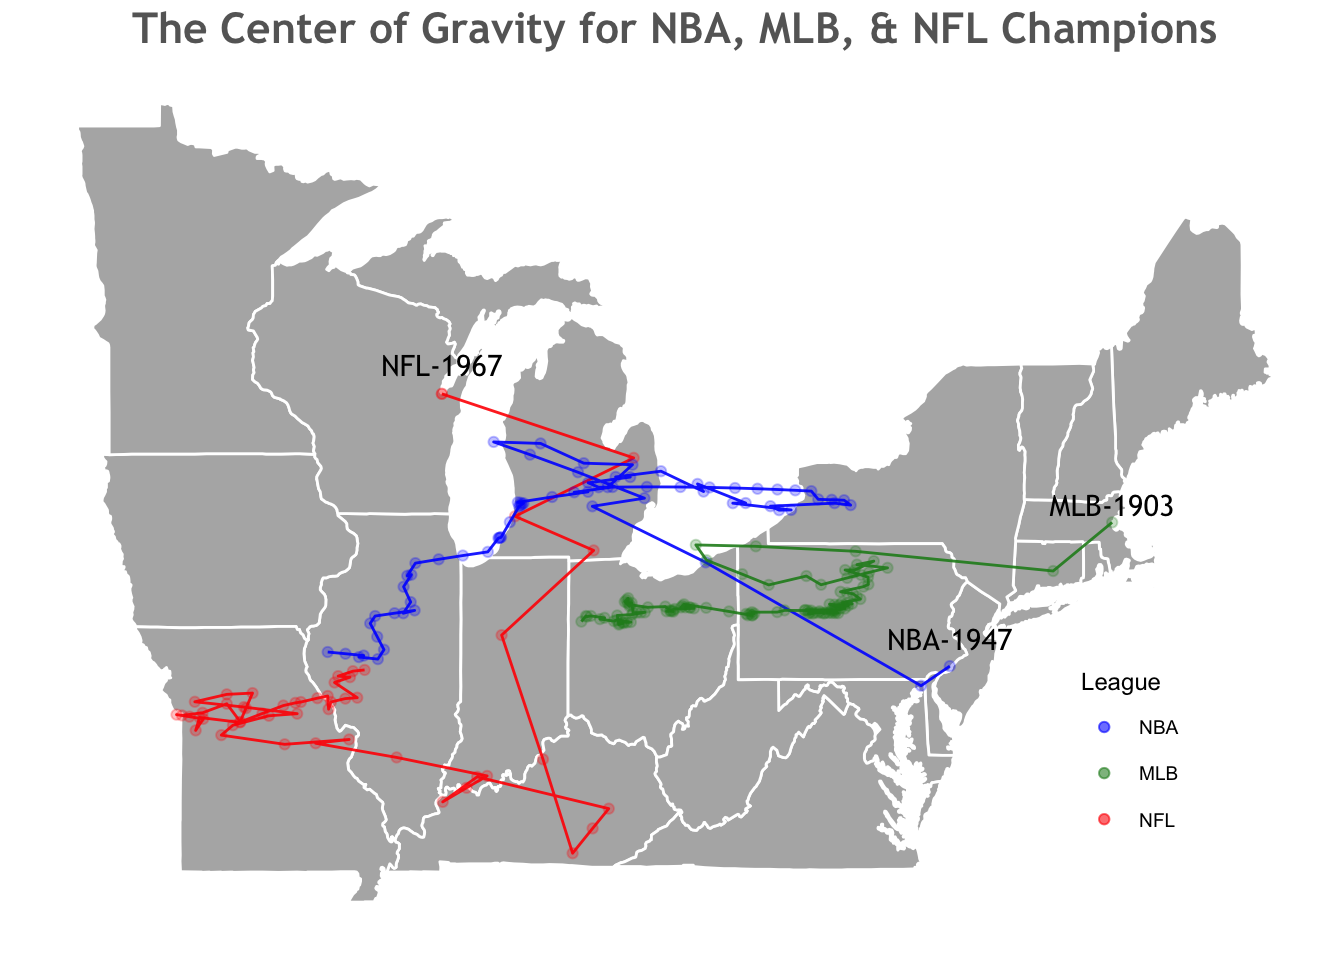 The Center of Gravity for NBA, MLB, & NFL Champions
NFL-1967
MLB-1903
NBA-1947
League
NBA
MLB
NFL